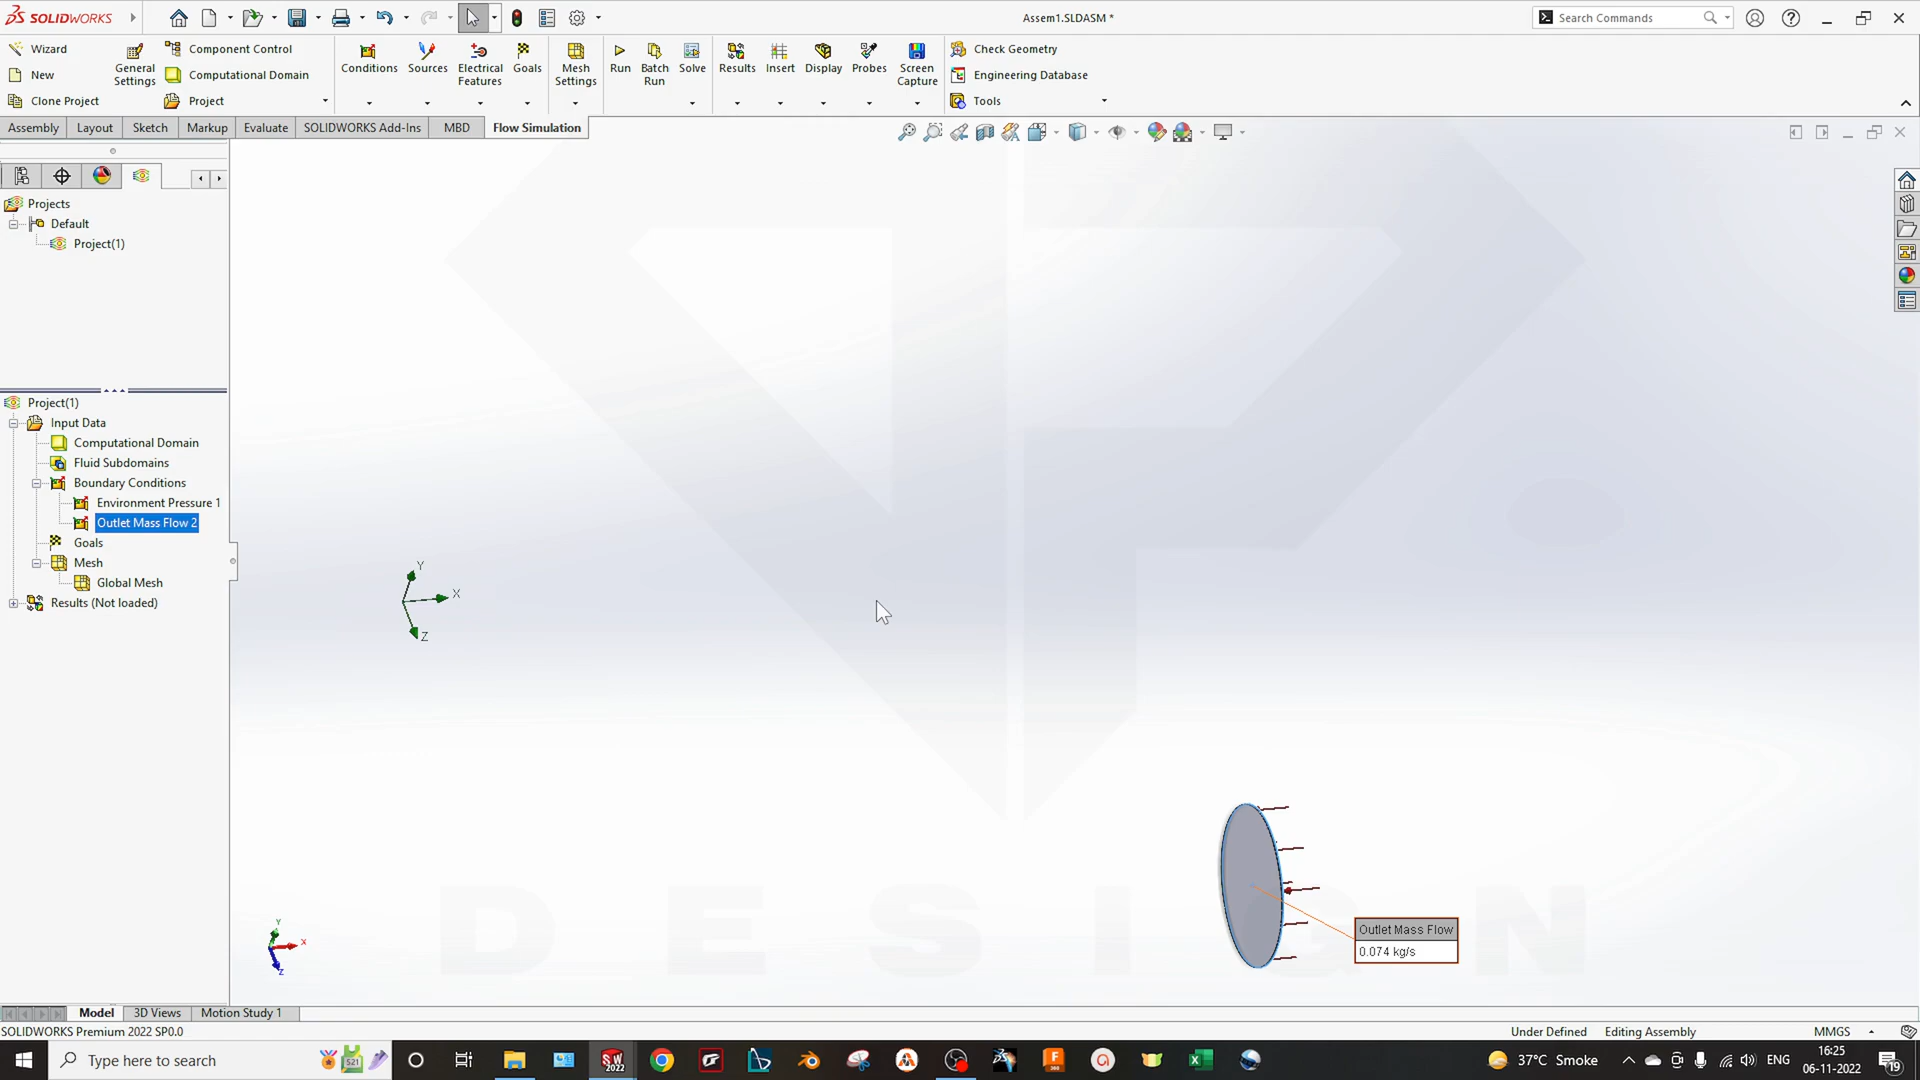 SOLIDWORKS
Assem1.SLDASM *
Search Commands
Wizard
New
Clone Project
General Settings
Component Control
Computational Domain
Project
Conditions
Sources
Electrical Features
Goals
Mesh Settings
Run
Batch Run
Solve
Results
Insert
Display
Probes
Screen Capture
Check Geometry
Engineering Database
Tools
Assembly Layout Sketch Markup Evaluate SOLIDWORKS Add-Ins MBD Flow Simulation
Projects
Default
Project(1)
Project(1)
Input Data
Computational Domain
Fluid Subdomains
Boundary Conditions
Environment Pressure 1
Outlet Mass Flow 2
Goals
Mesh
Global Mesh
Results (Not loaded)
Y
X
Z
Y
X
Z
Outlet Mass Flow
0.074 kg/s
DESIGN
Model 3D Views Motion Study 1
SOLIDWORKS Premium 2022 SP0.0
Under Defined Editing Assembly MMGS
Type here to search
37°C Smoke
ENG
16:25
06-11-2022
19